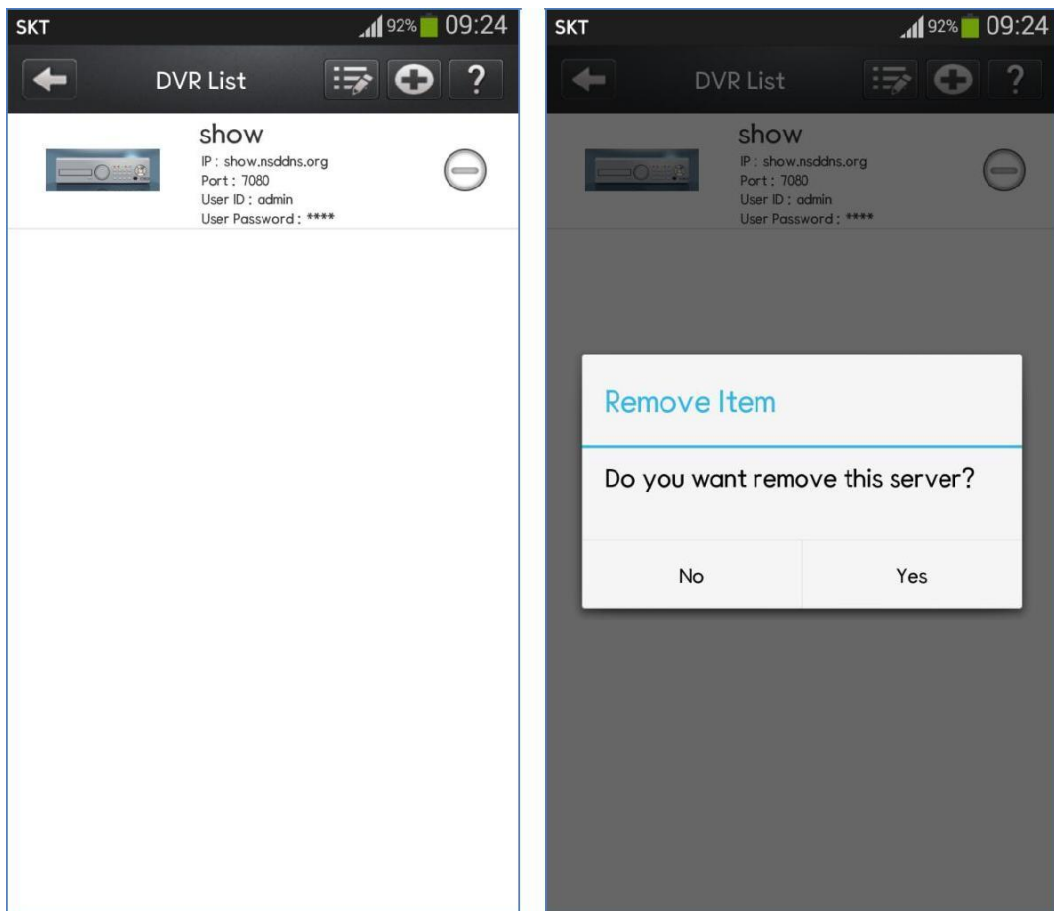 SKT 92% 09:24
DVR List ?
show
IP : show.nsddns.org
Port : 7080
User ID : admin
User Password : ****
SKT 92% 09:24
DVR List ?
show
IP : show.nsddns.org
Port : 7080
User ID : admin
User Password : ****
Remove Item
Do you want remove this server?
No Yes